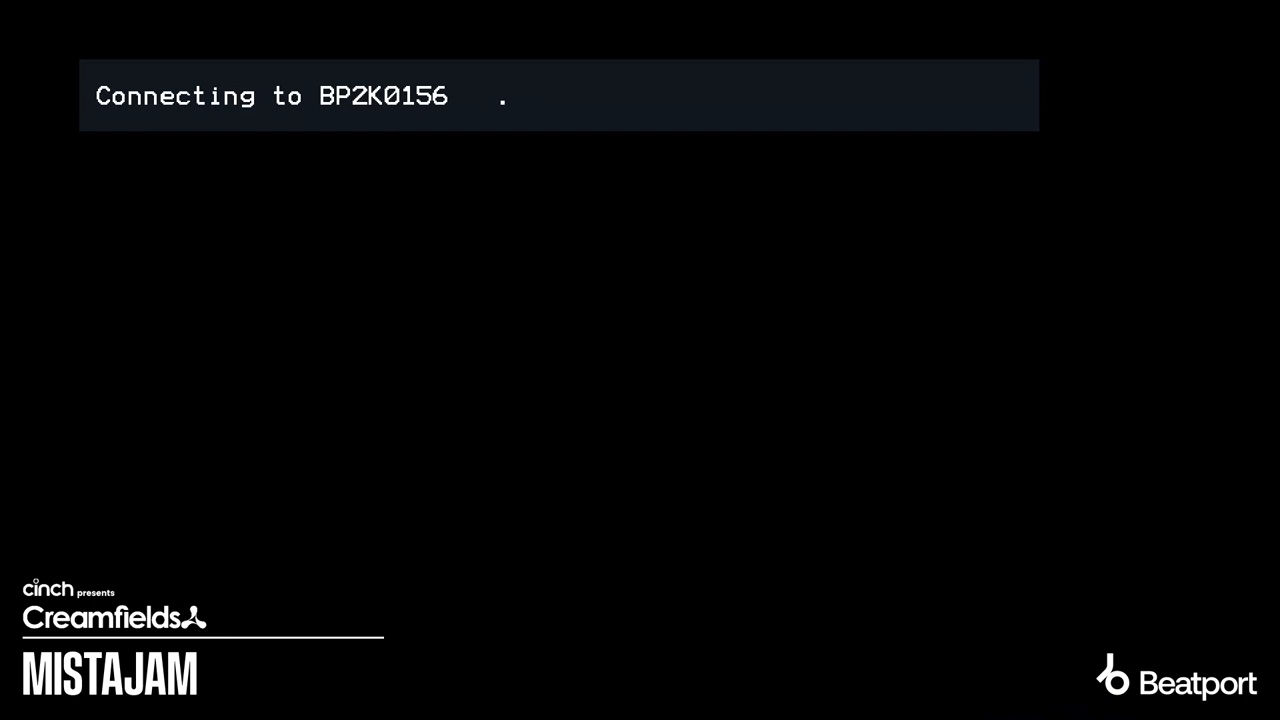 Connecting to BP2K0156   .
cinch presents
Creamfields
MISTAJAM
Beatport